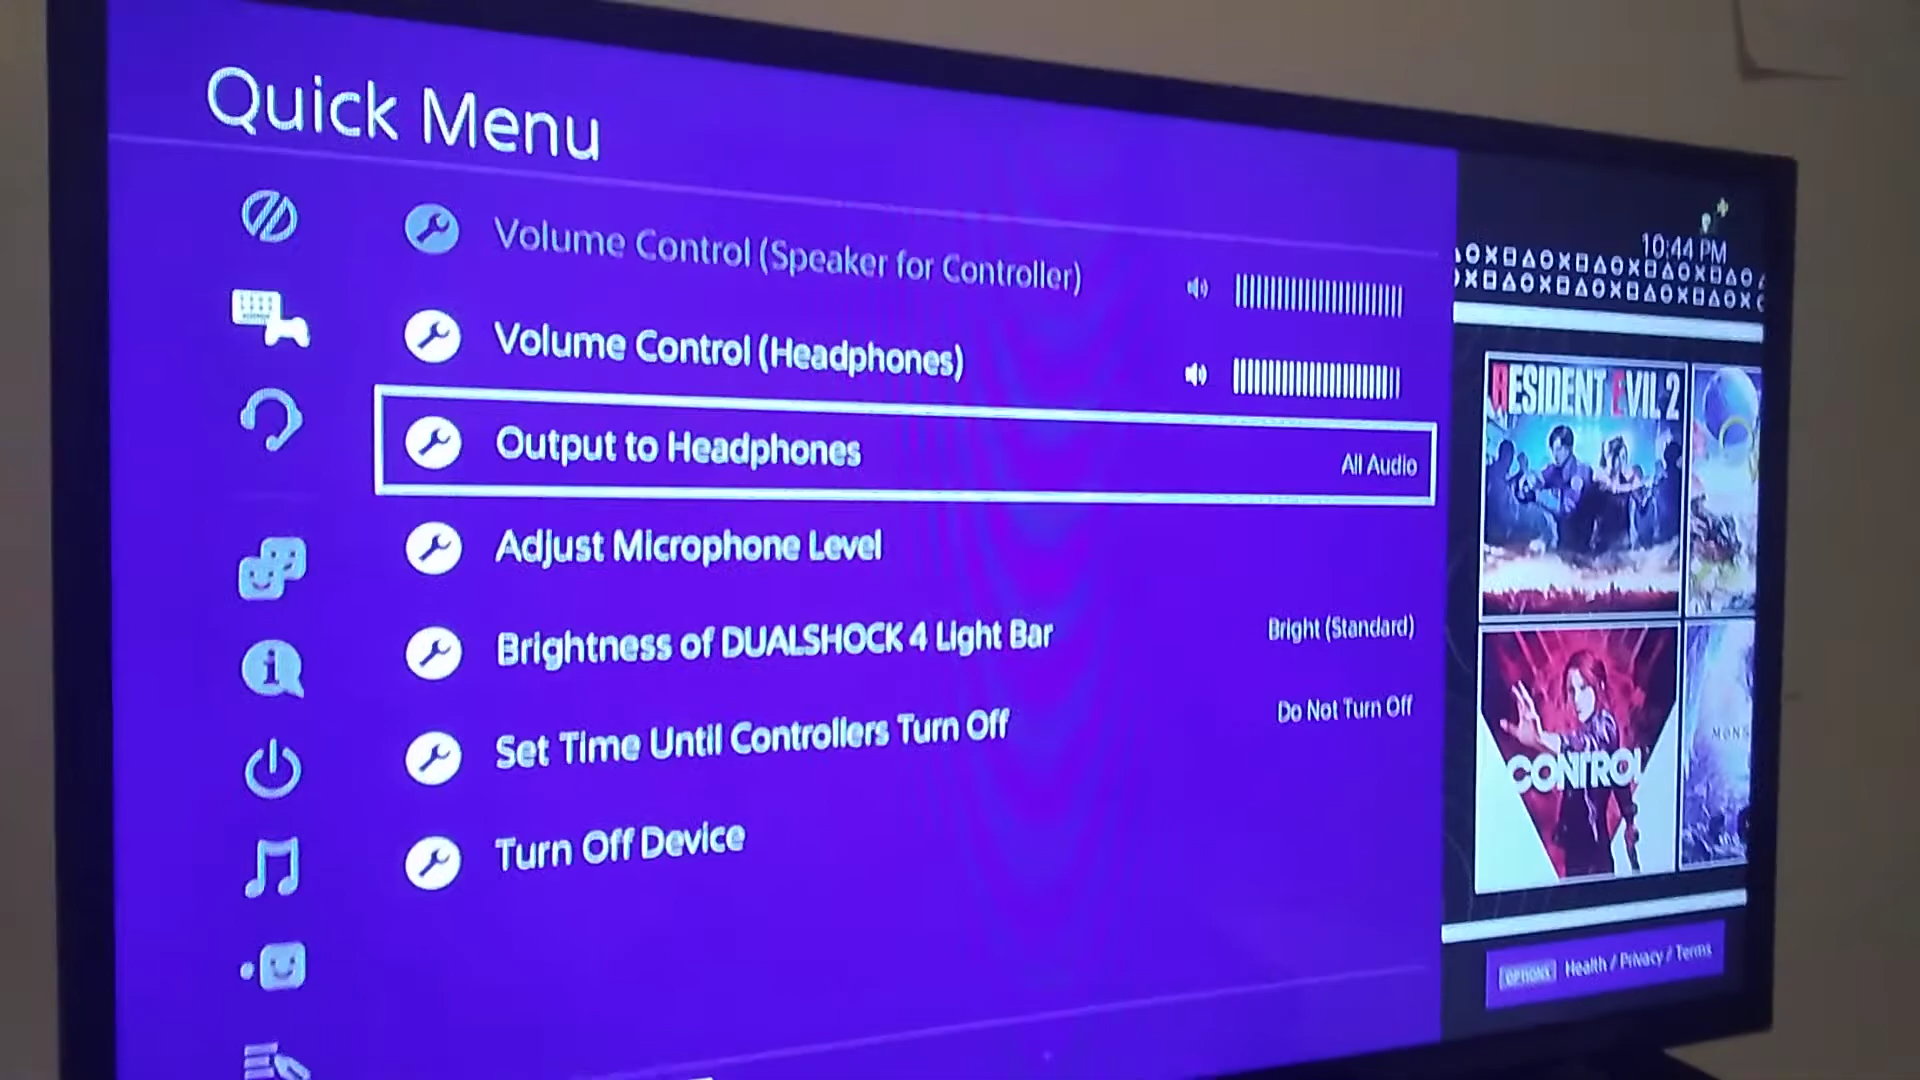 Quick Menu
Volume Control (Speaker for Controller)
Volume Control (Headphones)
Output to Headphones All Audio
Adjust Microphone Level
Brightness of DUALSHOCK 4 Light Bar Bright (Standard)
Set Time Until Controllers Turn Off Do Not Turn Off
Turn Off Device
10:44 PM
RESIDENT EVIL 2
CONTROL
MONS
OPTIONS Health / Privacy / Terms